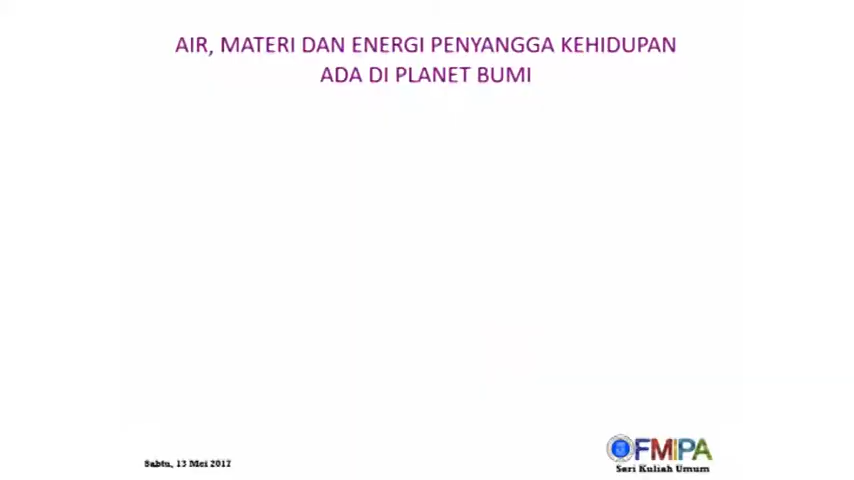 AIR, MATERI DAN ENERGI PENYANGGA KEHIDUPAN
ADA DI PLANET BUMI
Sabtu, 13 Mei 2017
FMIPA
Seri Kuliah Umum